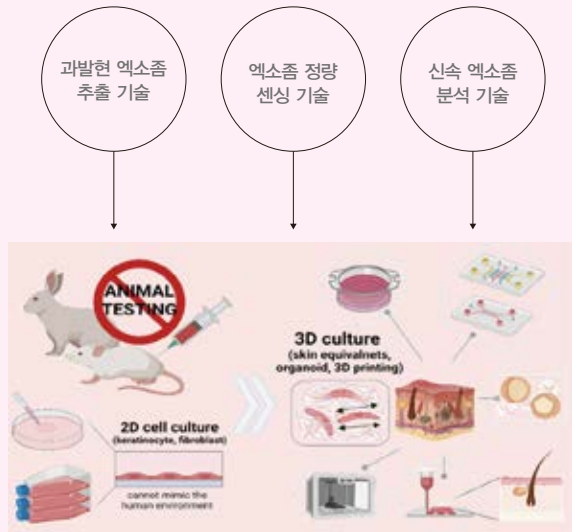 과발현 엑소좀
추출 기술
엑소좀 정량
센싱 기술
신속 엑소좀
분석 기술
ANIMAL
TESTING
3D culture
(skin equivalnets,
organoid, 3D printing)
2D cell culture
(keratinocyte, fibroblast)
cannot mimic the
human environment